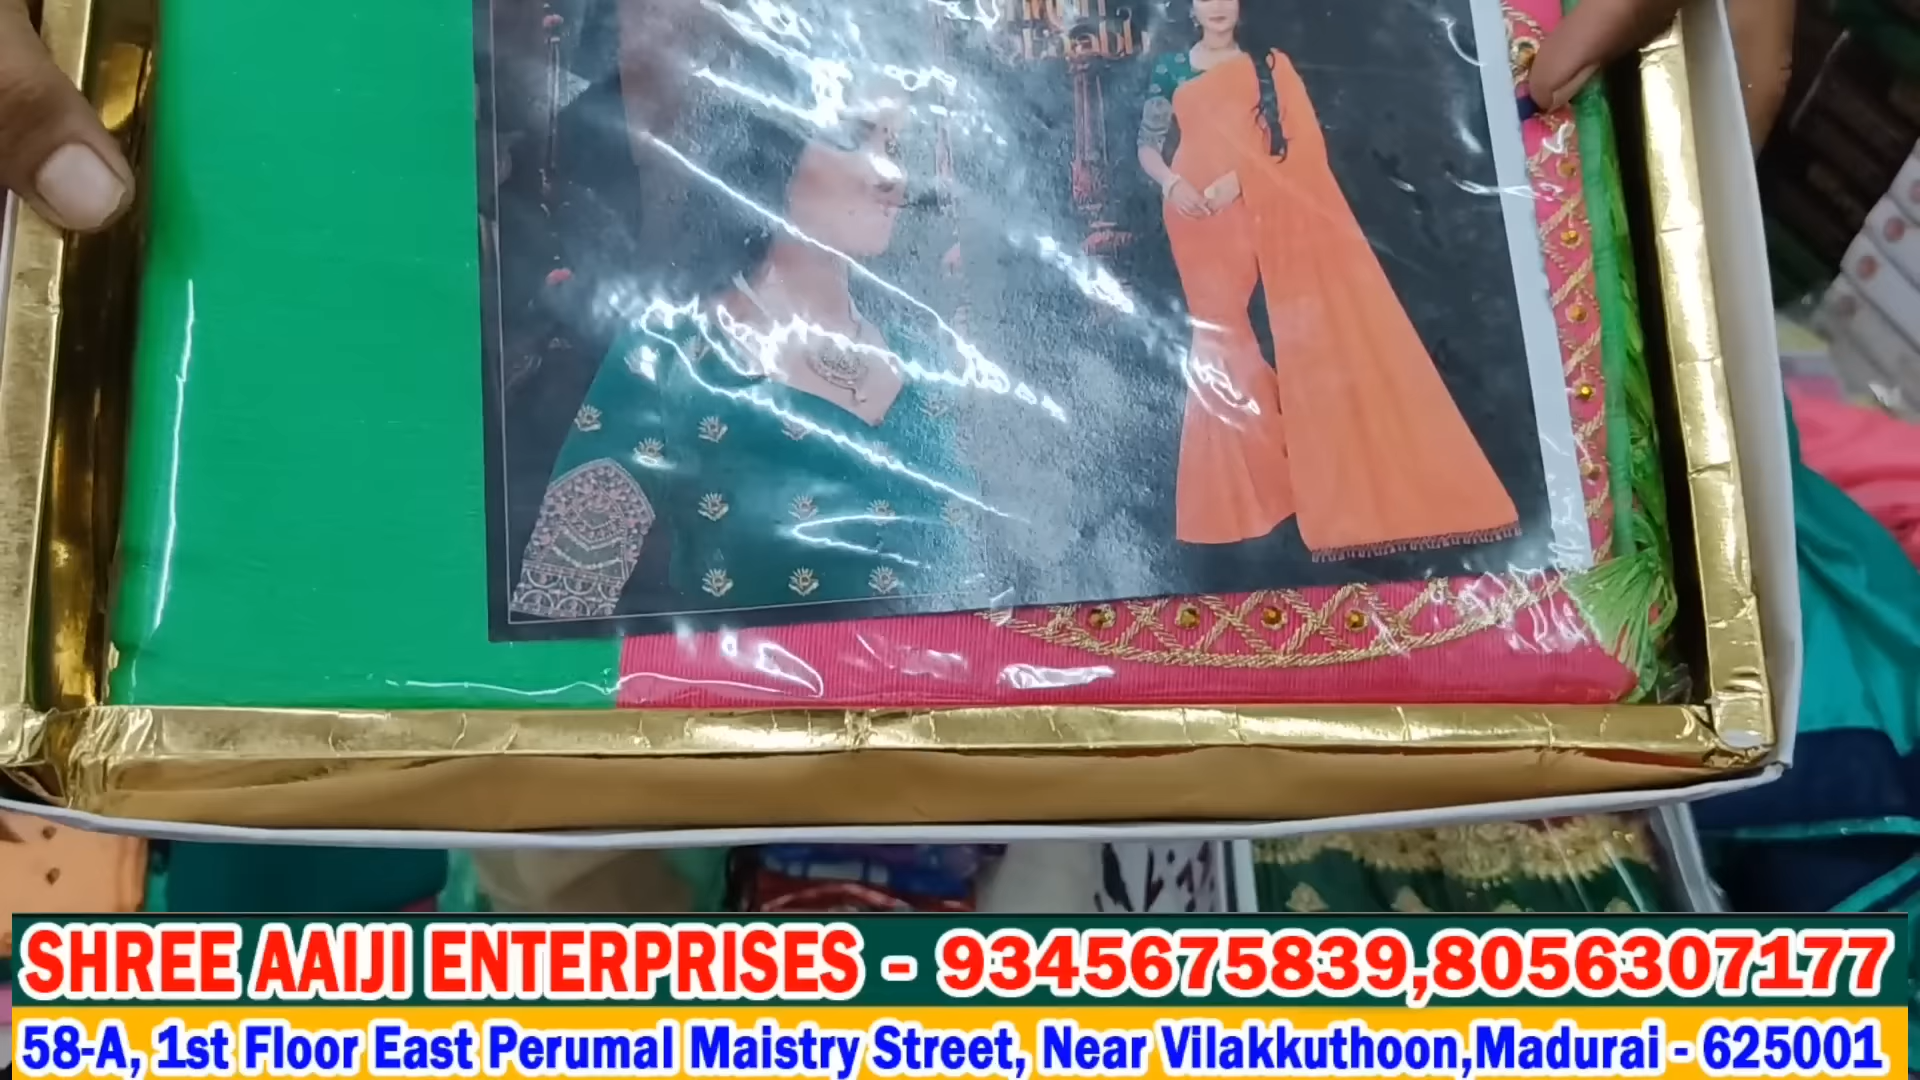 SHREE AAIJI ENTERPRISES - 9345675839,8056307177
58-A, 1st Floor East Perumal Maistry Street, Near Vilakkuthoon,Madurai - 625001